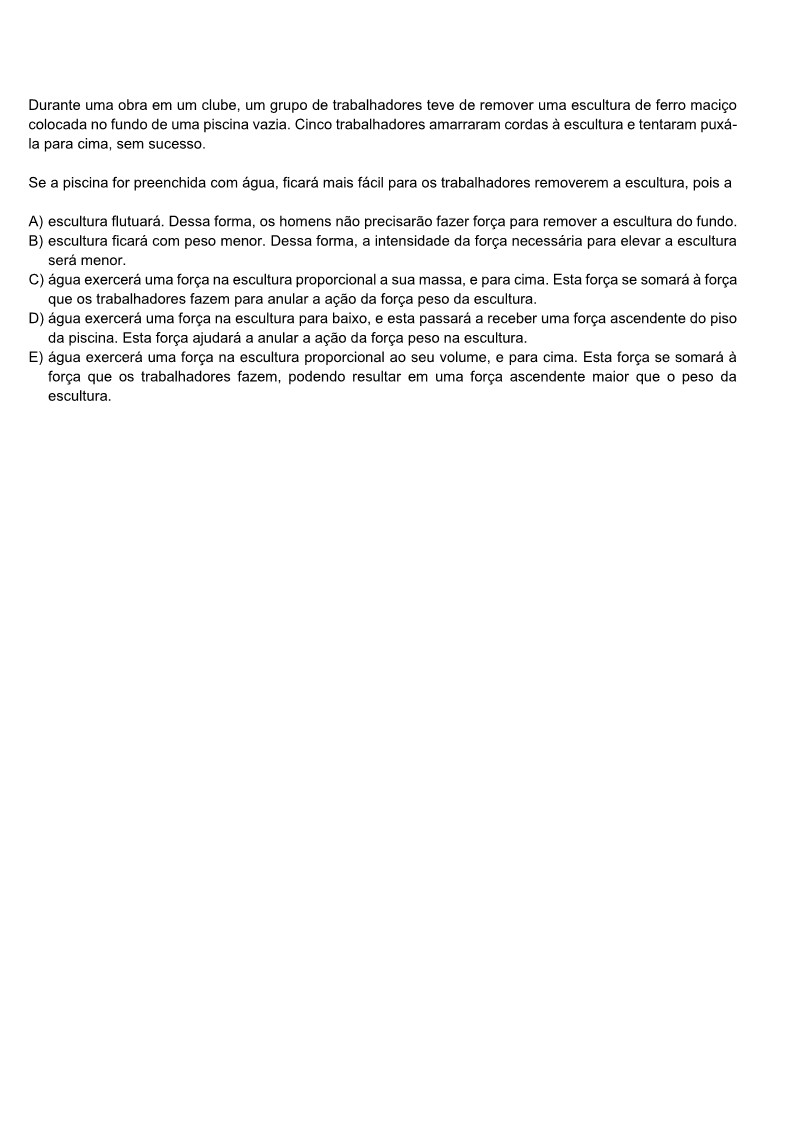 Durante uma obra em um clube, um grupo de trabalhadores teve de remover uma escultura de ferro maciço
colocada no fundo de uma piscina vazia. Cinco trabalhadores amarraram cordas à escultura e tentaram puxá-
la para cima, sem sucesso.
Se a piscina for preenchida com água, ficará mais fácil para os trabalhadores removerem a escultura, pois a
A) escultura flutuará. Dessa forma, os homens não precisarão fazer força para remover a escultura do fundo.
B) escultura ficará com peso menor. Dessa forma, a intensidade da força necessária para elevar a escultura
será menor.
C) água exercerá uma força na escultura proporcional a sua massa, e para cima. Esta força se somará à força
que os trabalhadores fazem para anular a ação da força peso da escultura.
D) água exercerá uma força na escultura para baixo, e esta passará a receber uma força ascendente do piso
da piscina. Esta força ajudará a anular a ação da força peso na escultura.
E) água exercerá uma força na escultura proporcional ao seu volume, e para cima. Esta força se somará à
força que os trabalhadores fazem, podendo resultar em uma força ascendente maior que o peso da
escultura.